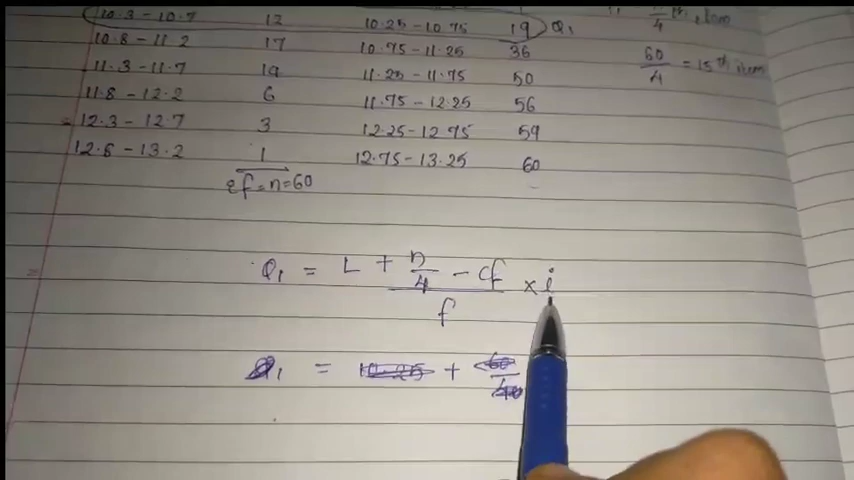 10.3 - 10.7 12 10.25 - 10.75 19 Q1
10.8 - 11.2 17 10.75 - 11.25 36
60/4 = 15th item
11.3 - 11.7 19 11.25 - 11.75 50
11.8 - 12.2 6 11.75 - 12.25 56
12.3 - 12.7 3 12.25 - 12.75 59
12.8 - 13.2 1 12.75 - 13.25 60
Σf = n = 60
Q1 = L + n/4 - cf / f × i
Q1 = 10.25 + 60/40